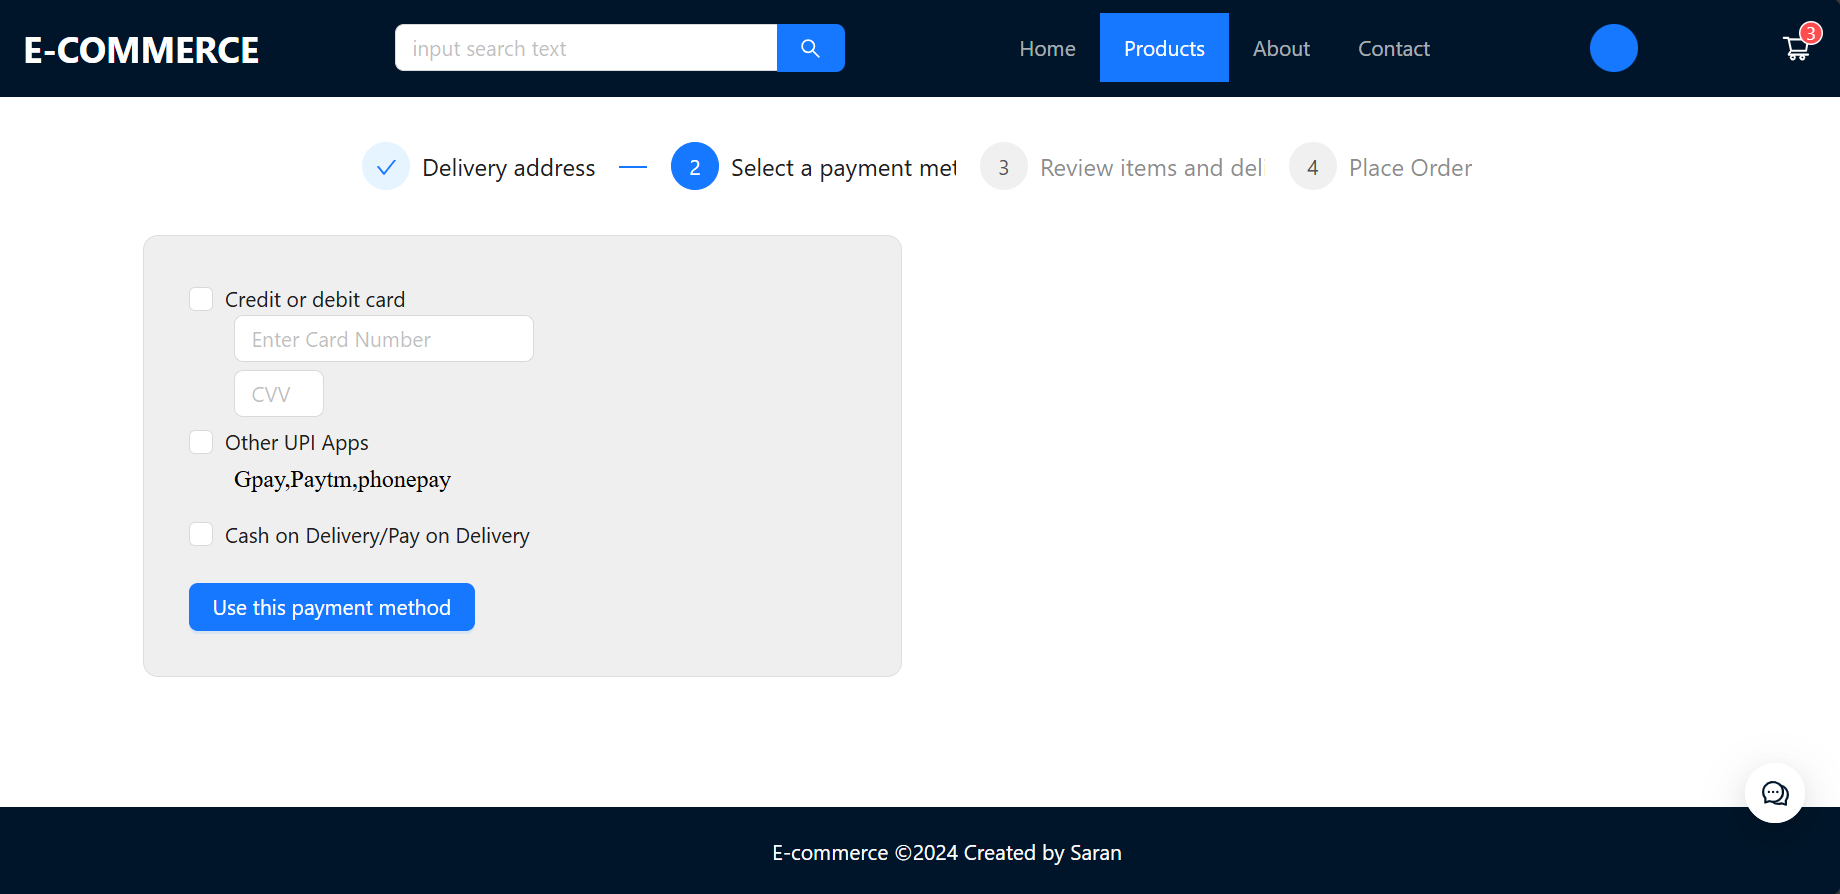 E-COMMERCE
input search text
Home
Products
About
Contact
3
Delivery address
2
Select a payment met
3
Review items and deli
4
Place Order
Credit or debit card
Enter Card Number
CVV
Other UPI Apps
Gpay,Paytm,phonepay
Cash on Delivery/Pay on Delivery
Use this payment method
E-commerce ©2024 Created by Saran